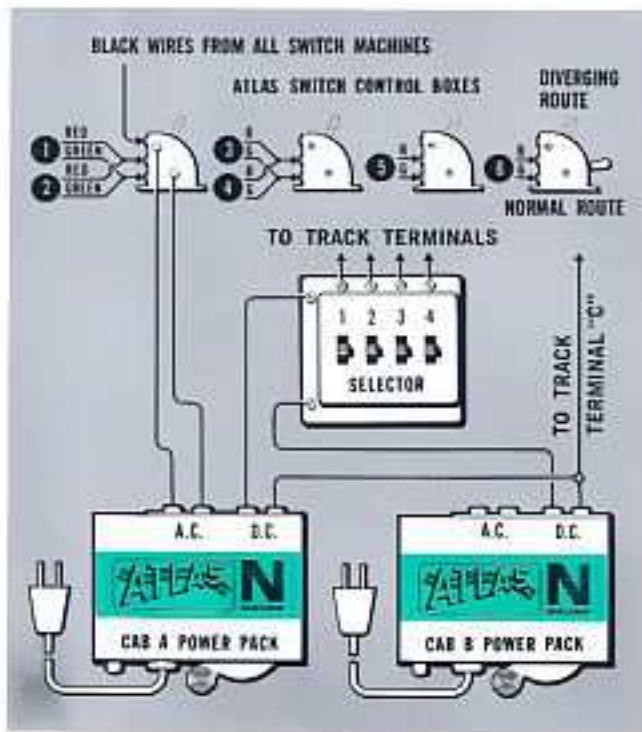 BLACK WIRES FROM ALL SWITCH MACHINES
ATLAS SWITCH CONTROL BOXES
DIVERGING
ROUTE
1 RED
GREEN
2 RED
GREEN
3 R
G
4 R
G
5 R
G
6 R
G
NORMAL ROUTE
TO TRACK TERMINALS
1 2 3 4
SELECTOR
TO TRACK
TERMINAL "C"
A.C. D.C.
ATLAS N
CAB A POWER PACK
A.C. D.C.
ATLAS N
CAB B POWER PACK